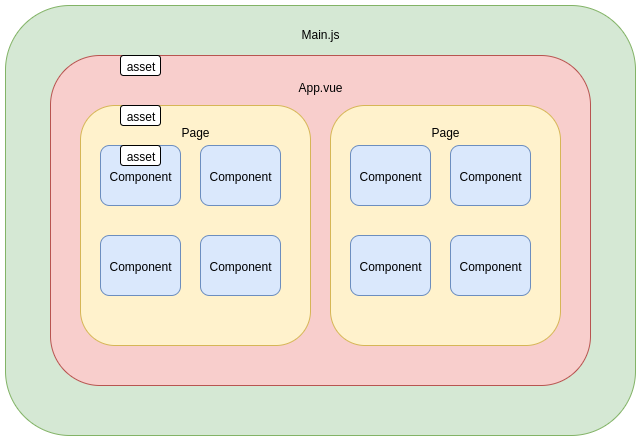 Main.js
asset
App.vue
asset
Page
Page
asset
Component
Component
Component
Component
Component
Component
Component
Component